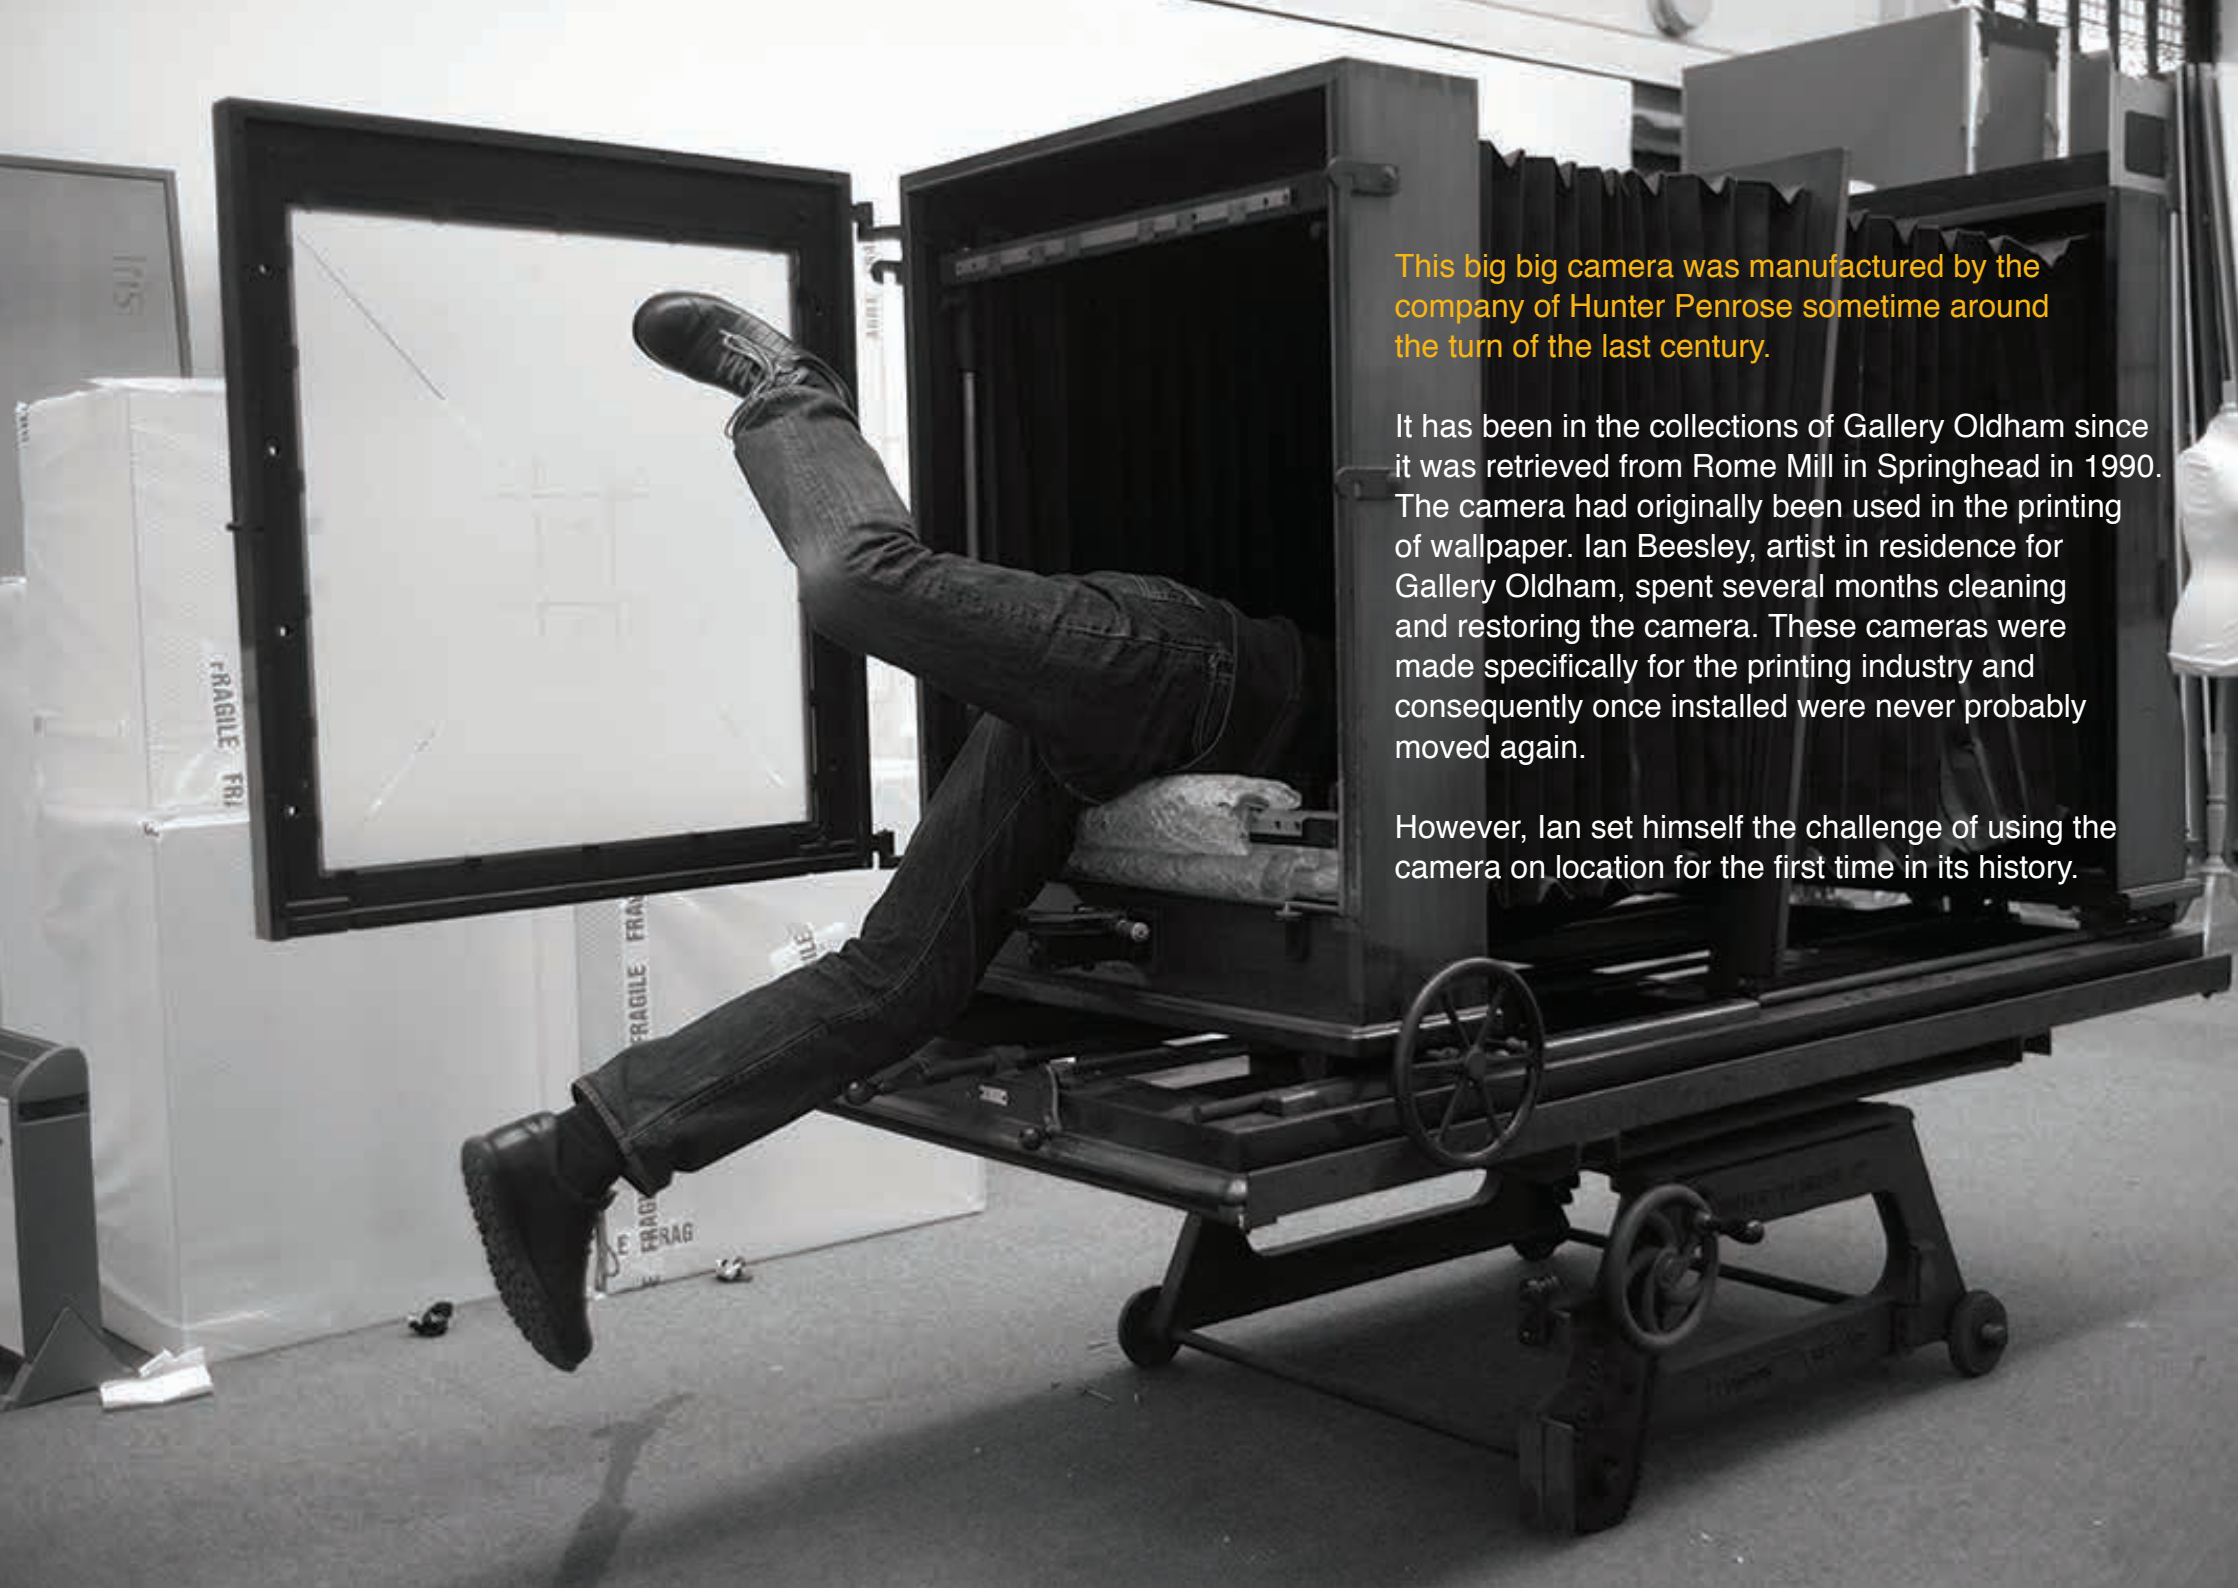 This big big camera was manufactured by the
company of Hunter Penrose sometime around
the turn of the last century.
It has been in the collections of Gallery Oldham since
it was retrieved from Rome Mill in Springhead in 1990.
The camera had originally been used in the printing
of wallpaper. Ian Beesley, artist in residence for
Gallery Oldham, spent several months cleaning
and restoring the camera. These cameras were
made specifically for the printing industry and
consequently once installed were never probably
moved again.
However, Ian set himself the challenge of using the
camera on location for the first time in its history.
FRAGILE FRI
FRAGILE FRA
ILE
FRAG
E FRAG